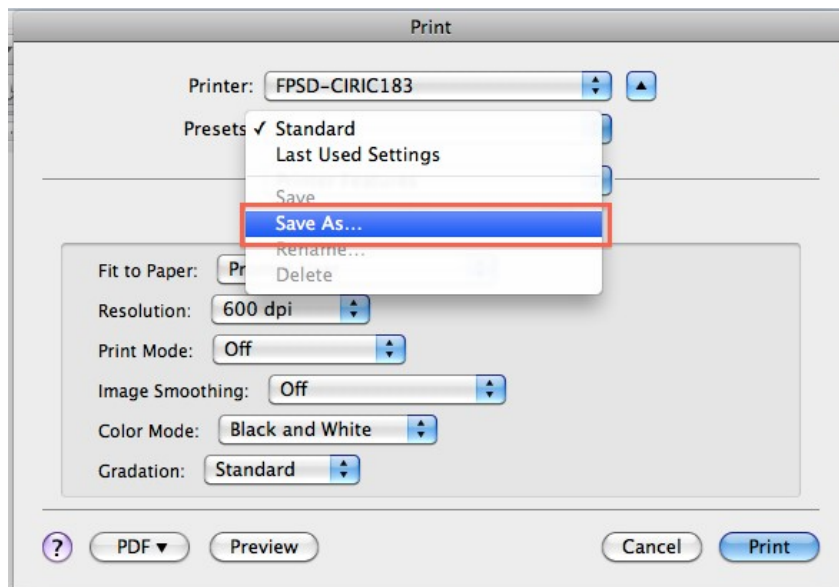 Print
Printer: FPSD-CIRIC183
Presets ✓ Standard
Last Used Settings
Save
Save As...
Rename...
Delete
Fit to Paper: Pr
Resolution: 600 dpi
Print Mode: Off
Image Smoothing: Off
Color Mode: Black and White
Gradation: Standard
? PDF▼ Preview Cancel Print